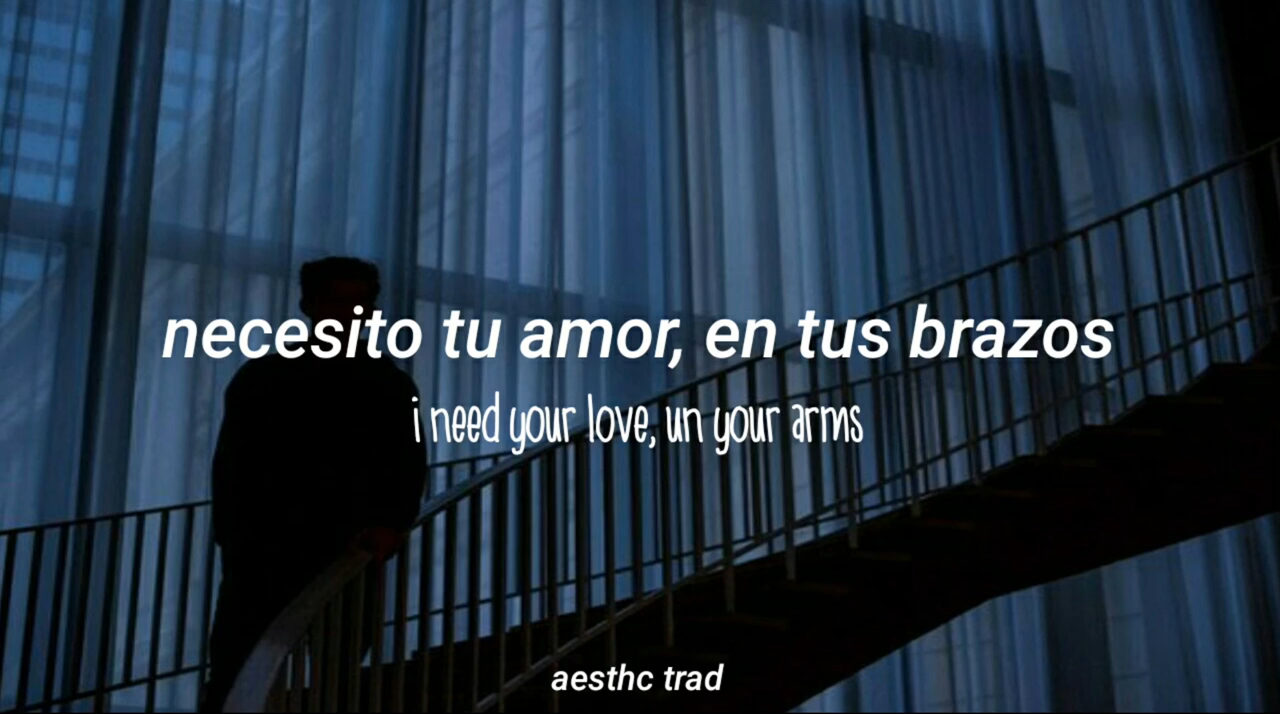 necesito tu amor, en tus brazos
i need your love, un your arms
aesthc trad